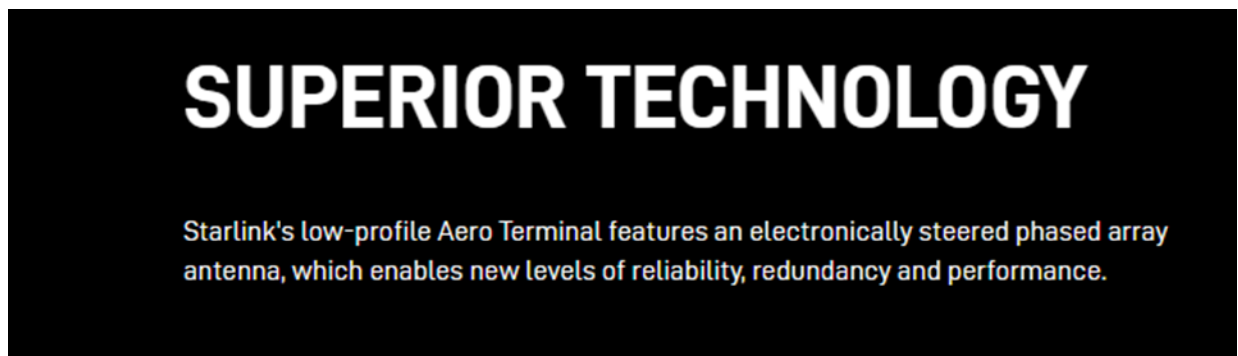 SUPERIOR TECHNOLOGY
Starlink's low-profile Aero Terminal features an electronically steered phased array
antenna, which enables new levels of reliability, redundancy and performance.